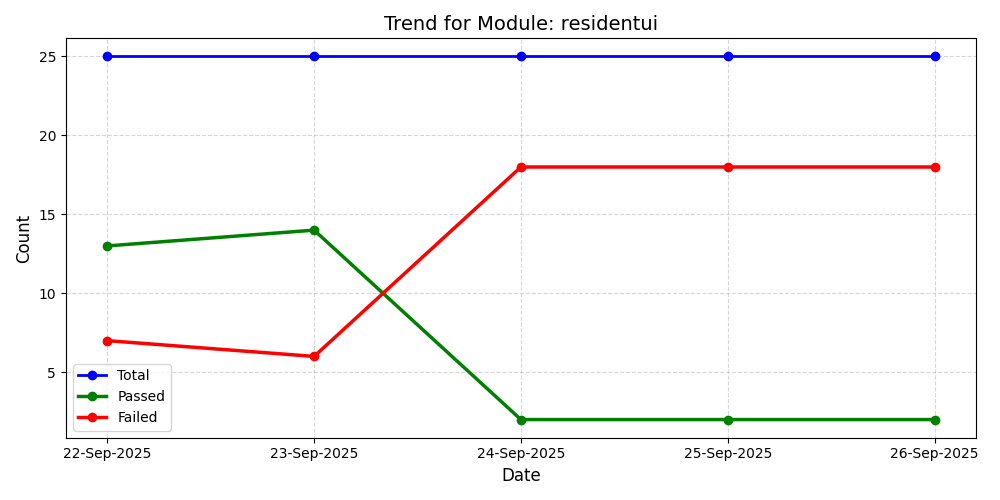 Trend for Module: residentui
Count
25
20
15
10
5
Total
Passed
Failed
22-Sep-2025
23-Sep-2025
24-Sep-2025
25-Sep-2025
26-Sep-2025
Date